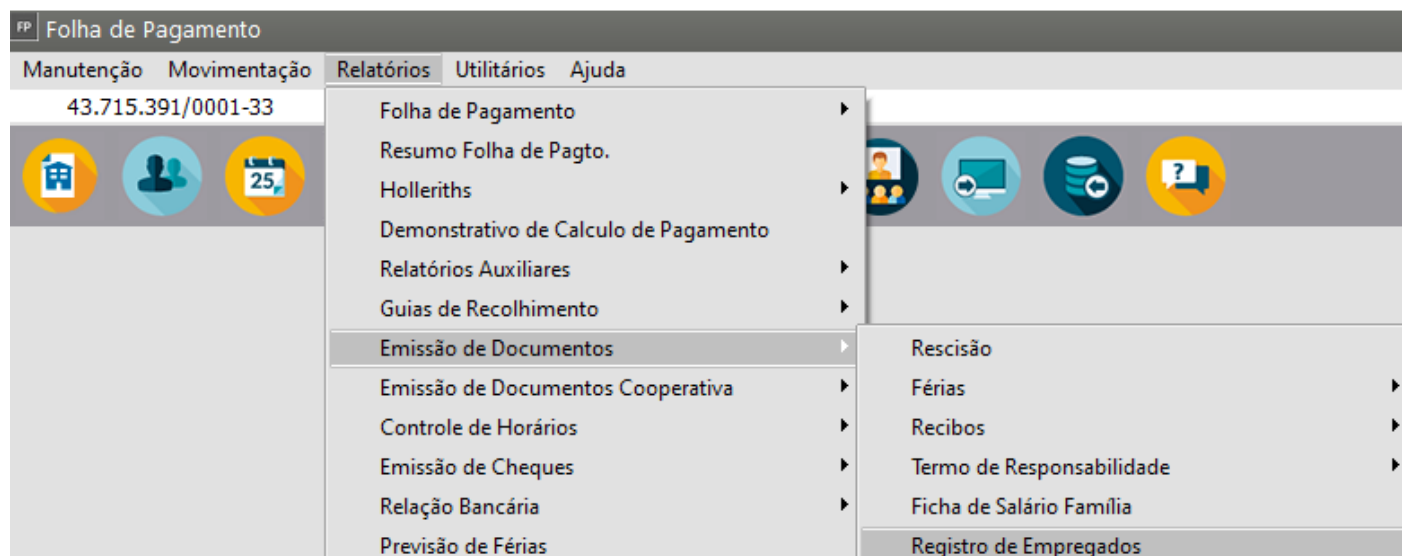 FP Folha de Pagamento
Manutenção Movimentação Relatórios Utilitários Ajuda
43.715.391/0001-33
Folha de Pagamento
Resumo Folha de Pagto.
Holleriths
25
?
Demonstrativo de Calculo de Pagamento
Relatórios Auxiliares
Guias de Recolhimento
Emissão de Documentos
Emissão de Documentos Cooperativa
Controle de Horários
Emissão de Cheques
Relação Bancária
Previsão de Férias
Rescisão
Férias
Recibos
Termo de Responsabilidade
Ficha de Salário Família
Registro de Empregados